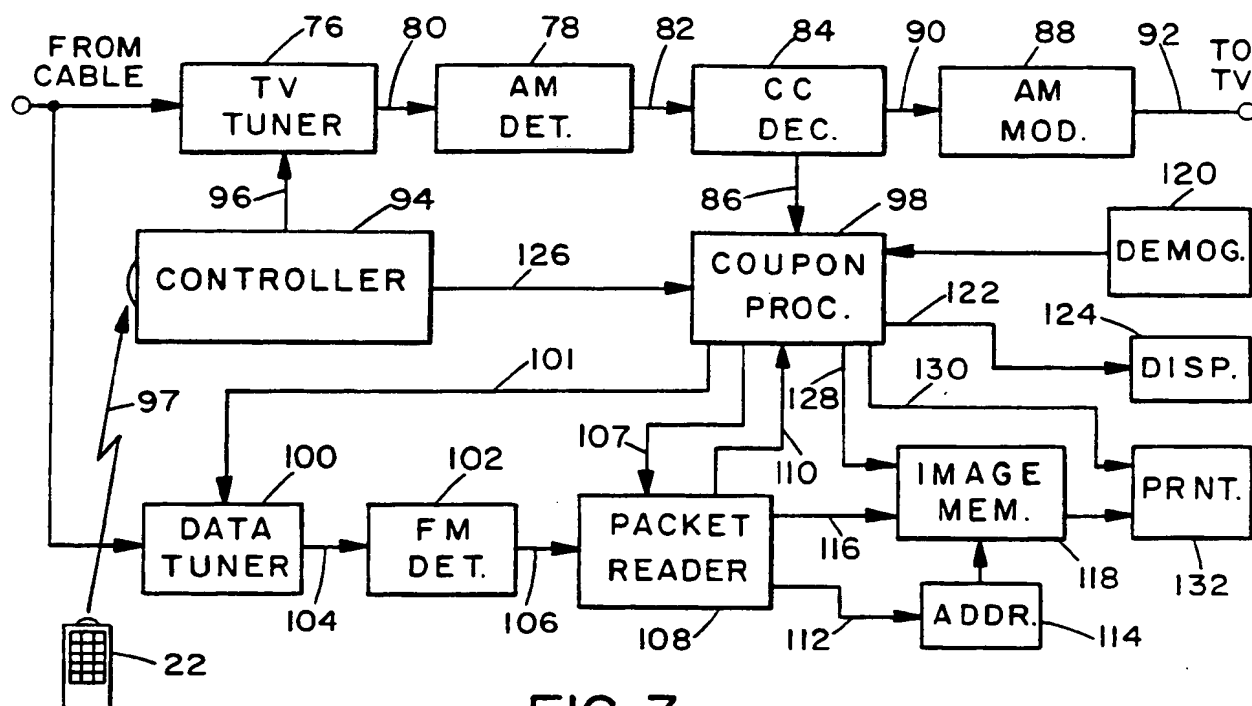 FROM
CABLE
76
80
78
82
84
90
88
92
TO
TV
TV
TUNER
AM
DET.
CC
DEC.
AM
MOD.
96
94
86
98
120
CONTROLLER
126
COUPON
PROC.
DEMOG.
122
124
DISP.
101
97
128
130
107
110
100
102
DATA
TUNER
FM
DET.
PACKET
READER
IMAGE
MEM.
PRNT.
104
106
116
118
132
108
112
ADDR.
114
22